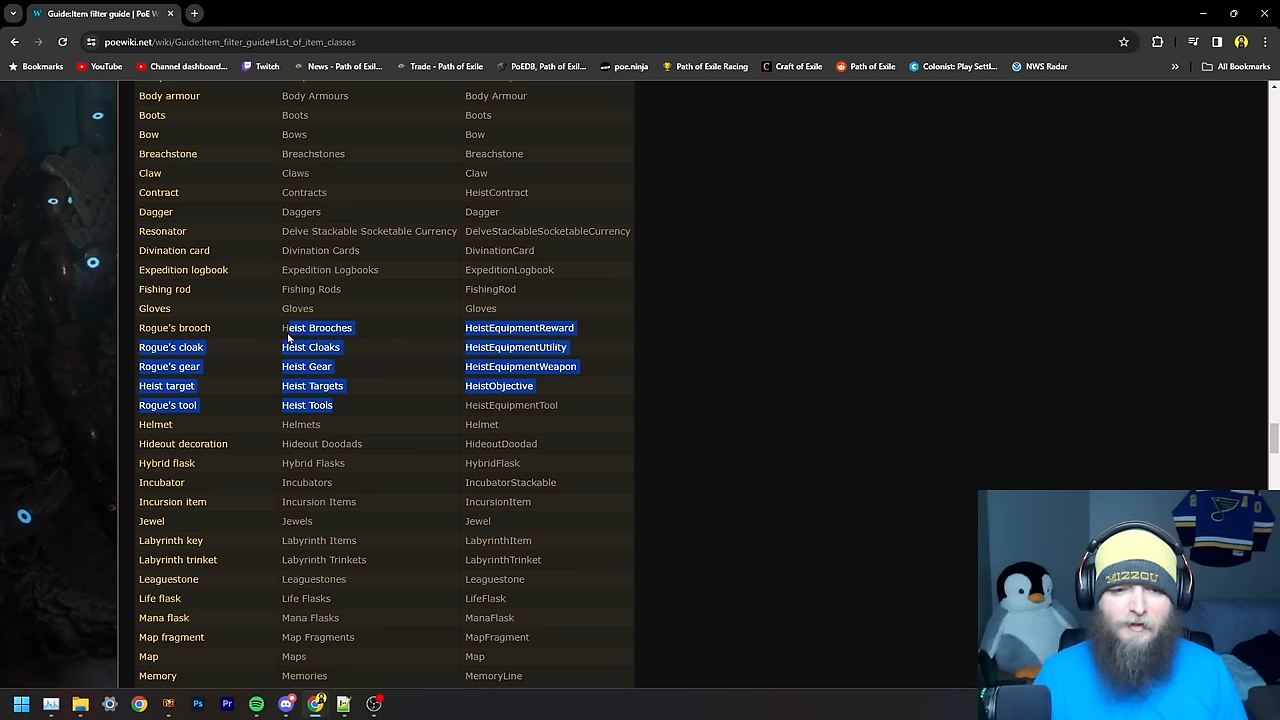 Guide:Item filter guide | PoE W
poewiki.net/wiki/Guide:Item_filter_guide#List_of_item_classes
Bookmarks YouTube Channel dashboard... Twitch News - Path of Exil... Trade - Path of Exile PoEDB, Path of Exil... poe.ninja Path of Exile Racing Craft of Exile Path of Exile Colonist: Play Settl... NWS Radar » All Bookmarks
Body armour Body Armours Body Armour
Boots Boots Boots
Bow Bows Bow
Breachstone Breachstones Breachstone
Claw Claws Claw
Contract Contracts HeistContract
Dagger Daggers Dagger
Resonator Delve Stackable Socketable Currency DelveStackableSocketableCurrency
Divination card Divination Cards DivinationCard
Expedition logbook Expedition Logbooks ExpeditionLogbook
Fishing rod Fishing Rods FishingRod
Gloves Gloves Gloves
Rogue's brooch Heist Brooches HeistEquipmentReward
Rogue's cloak Heist Cloaks HeistEquipmentUtility
Rogue's gear Heist Gear HeistEquipmentWeapon
Heist target Heist Targets HeistObjective
Rogue's tool Heist Tools HeistEquipmentTool
Helmet Helmets Helmet
Hideout decoration Hideout Doodads HideoutDoodad
Hybrid flask Hybrid Flasks HybridFlask
Incubator Incubators IncubatorStackable
Incursion item Incursion Items IncursionItem
Jewel Jewels Jewel
Labyrinth key Labyrinth Items LabyrinthItem
Labyrinth trinket Labyrinth Trinkets LabyrinthTrinket
Leaguestone Leaguestones Leaguestone
Life flask Life Flasks LifeFlask
Mana flask Mana Flasks ManaFlask
Map fragment Map Fragments MapFragment
Map Maps Map
Memory Memories MemoryLine
MIZZOU
Ps Pr